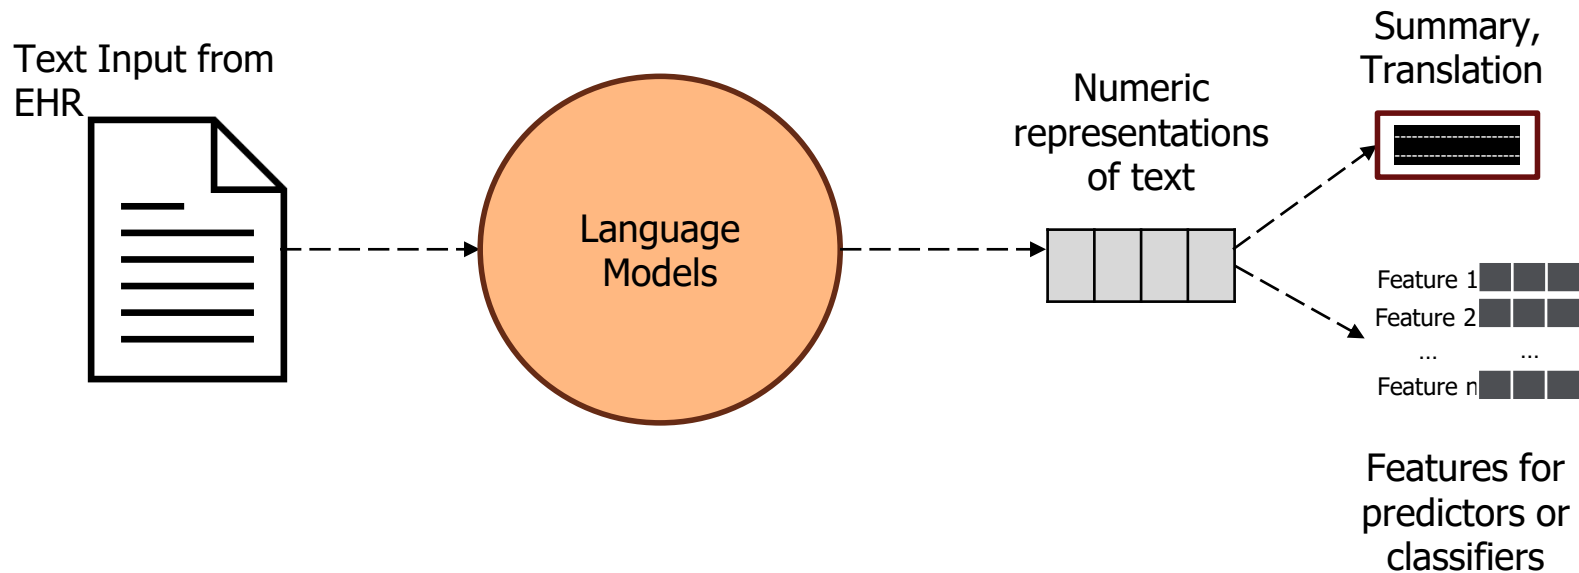 Text Input from
EHR
Language
Models
Numeric
representations
of text
Summary,
Translation
Feature 1
Feature 2
... ...
Feature n
Features for
predictors or
classifiers